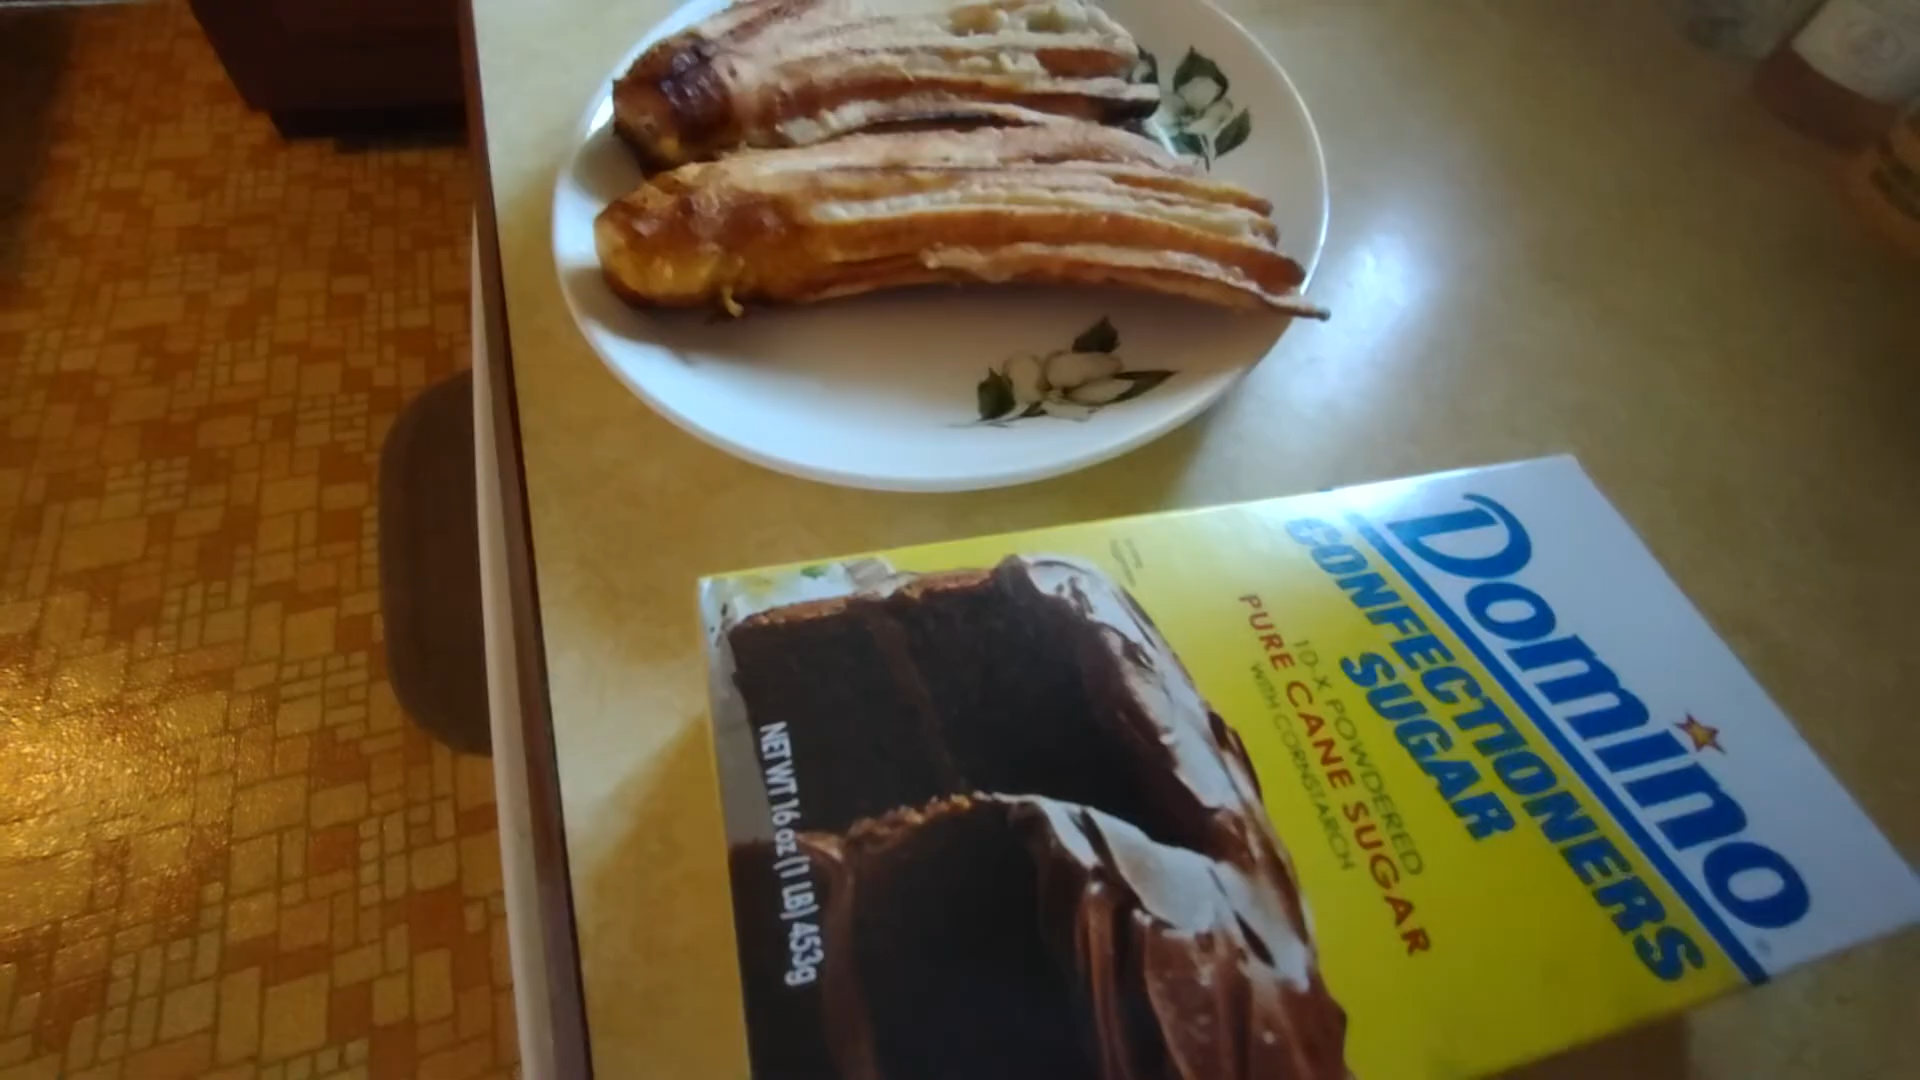 Domino
CONFECTIONERS
SUGAR
10-X POWDERED
PURE CANE SUGAR
WITH CORNSTARCH
NET WT 16 oz (1 LB) 453g